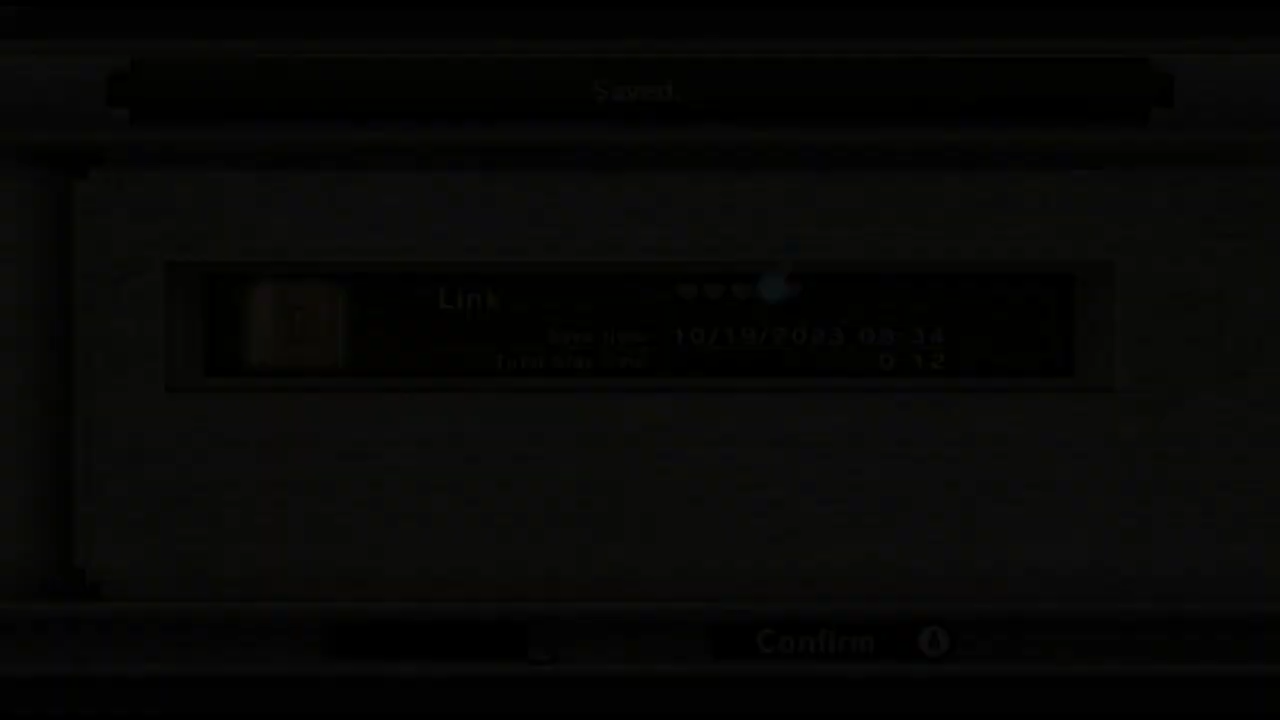 Saved.
Link
Save time 10/19/2023 08:34
Total play time 0:12
Confirm A